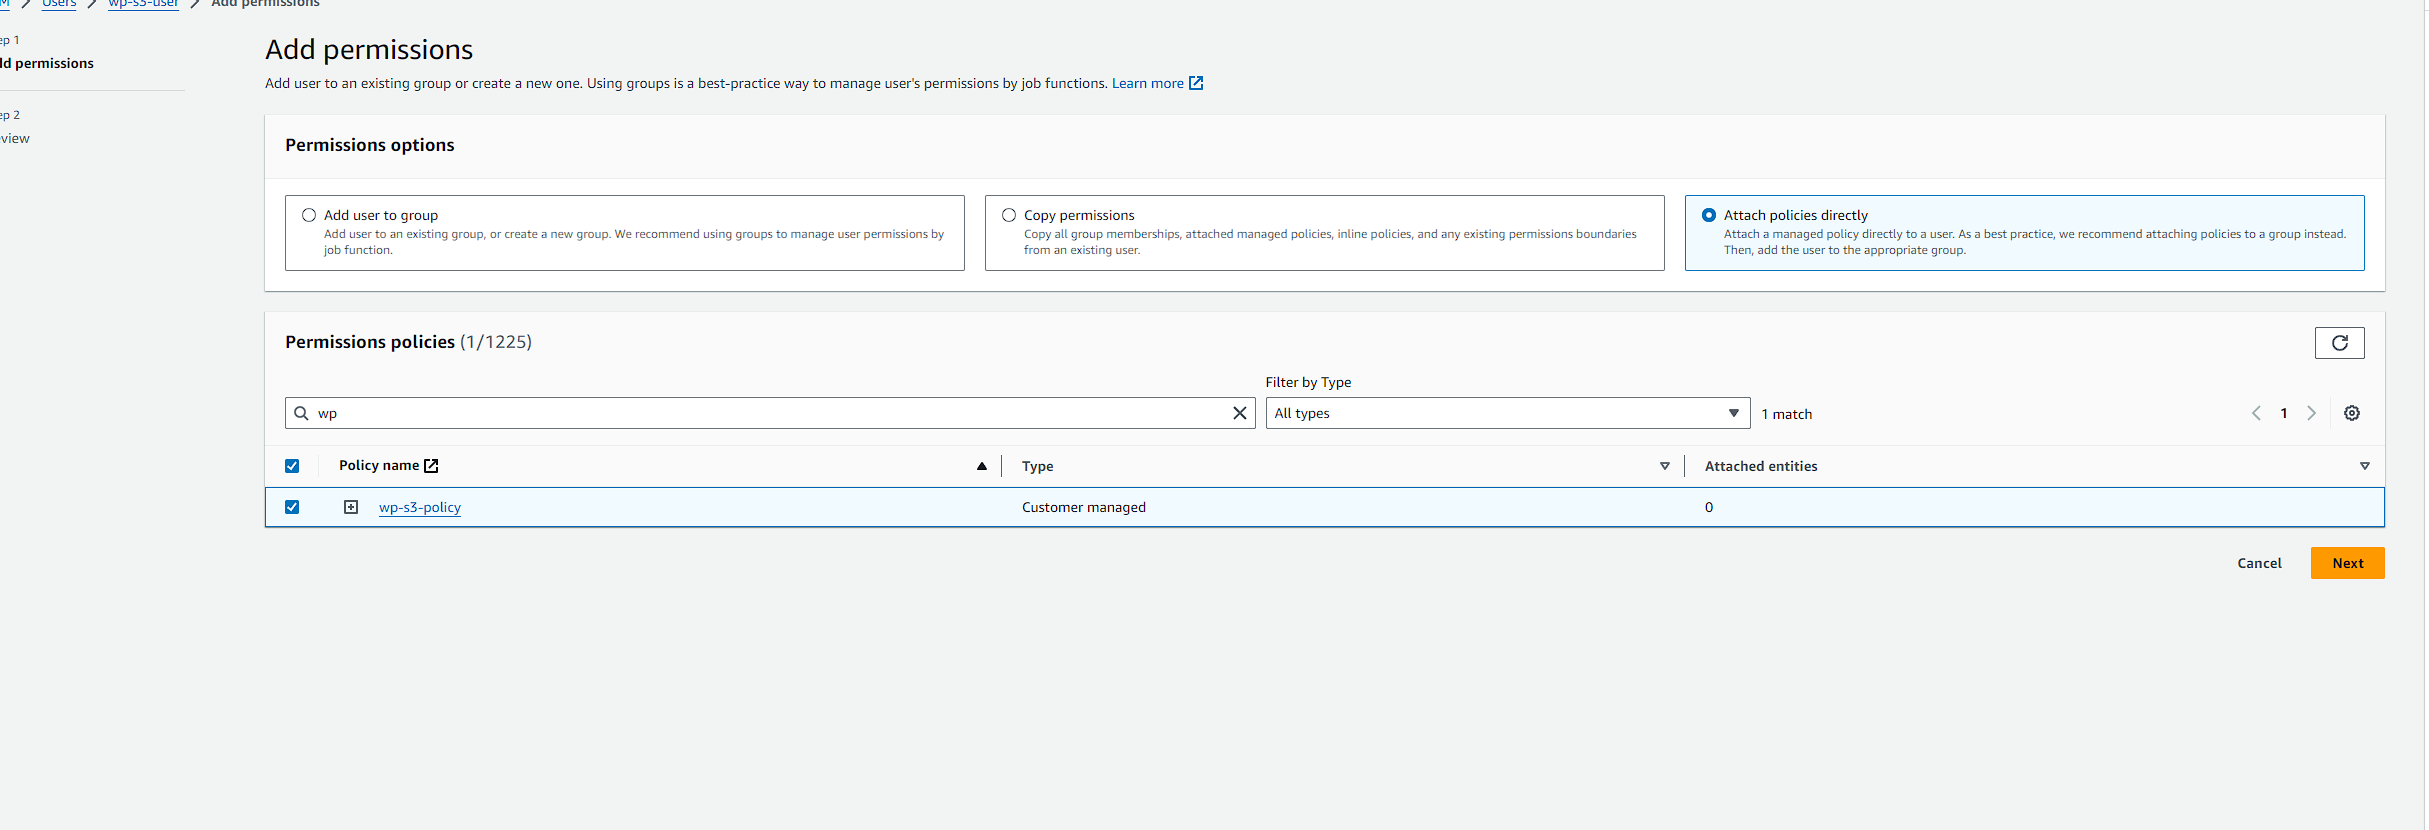 Users
wp-s3-user
Add permissions
Add permissions
Add user to an existing group or create a new one. Using groups is a best-practice way to manage user's permissions by job functions. Learn more
Permissions options
Add user to group
Add user to an existing group, or create a new group. We recommend using groups to manage user permissions by
job function.
Copy permissions
Copy all group memberships, attached managed policies, inline policies, and any existing permissions boundaries
from an existing user.
Attach policies directly
Attach a managed policy directly to a user. As a best practice, we recommend attaching policies to a group instead.
Then, add the user to the appropriate group.
Permissions policies (1/1225)
Filter by Type
wp
All types
1 match
1
Policy name
Type
Attached entities
wp-s3-policy
Customer managed
0
Cancel
Next
ep 1
d permissions
ep 2
view